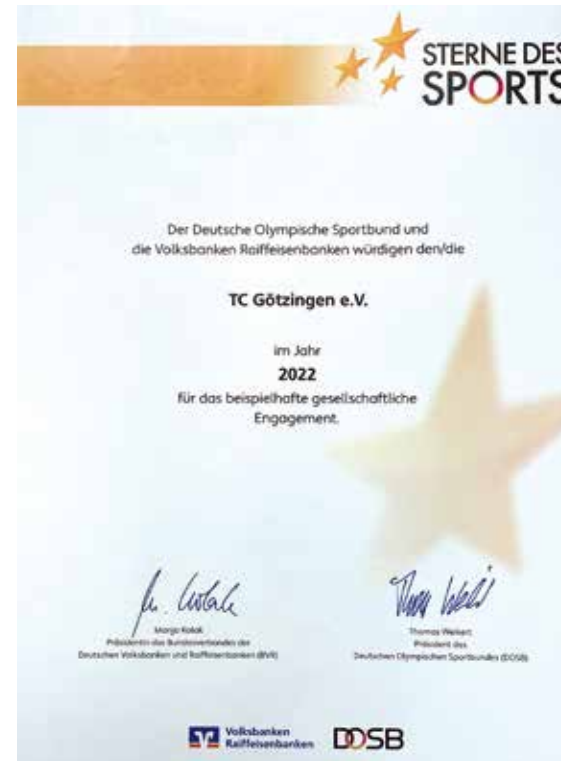 STERNE DES
SPORTS
Der Deutsche Olympische Sportbund und
die Volksbanken Raiffeisenbanken würdigen den/die
TC Götzingen e.V.
im Jahr
2022
für das beispielhafte gesellschaftliche
Engagement.
Marija Kolak
Präsidentin des Bundesverbandes der
Deutschen Volksbanken und Raiffeisenbanken (BVR)
Thomas Weikert
Präsident des
Deutschen Olympischen Sportbundes (DOSB)
Volksbanken
Raiffeisenbanken
DOSB